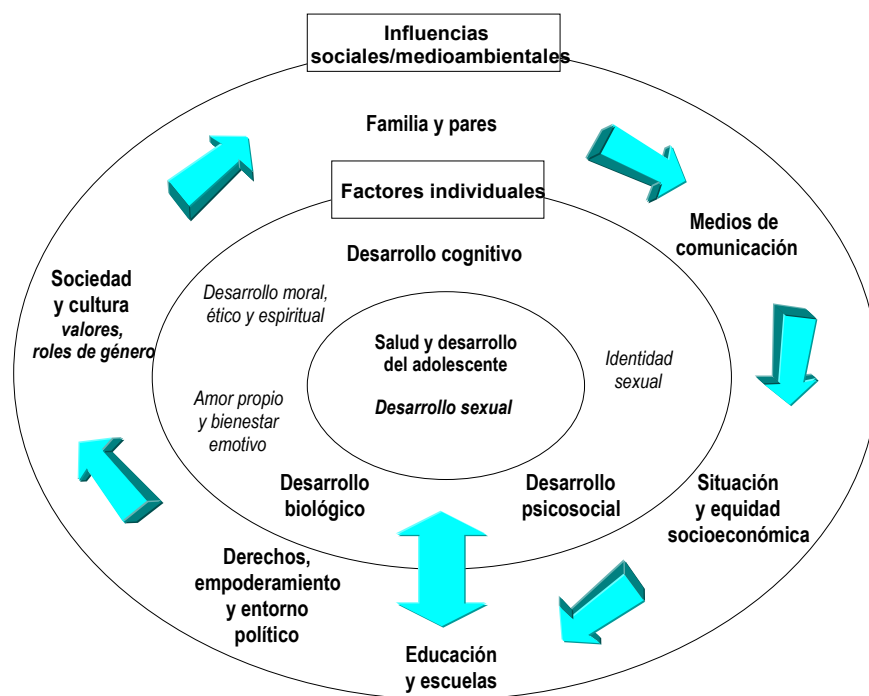 Influencias
sociales/medioambientales
Familia y pares
Factores individuales
Medios de
comunicación
Desarrollo cognitivo
Sociedad
y cultura
valores,
roles de género
Desarrollo moral,
ético y espiritual
Salud y desarrollo
del adolescente
Desarrollo sexual
Identidad
sexual
Amor propio
y bienestar
emotivo
Desarrollo
biológico
Desarrollo
psicosocial
Situación
y equidad
socioeconómica
Derechos,
empoderamiento
y entorno
político
Educación
y escuelas